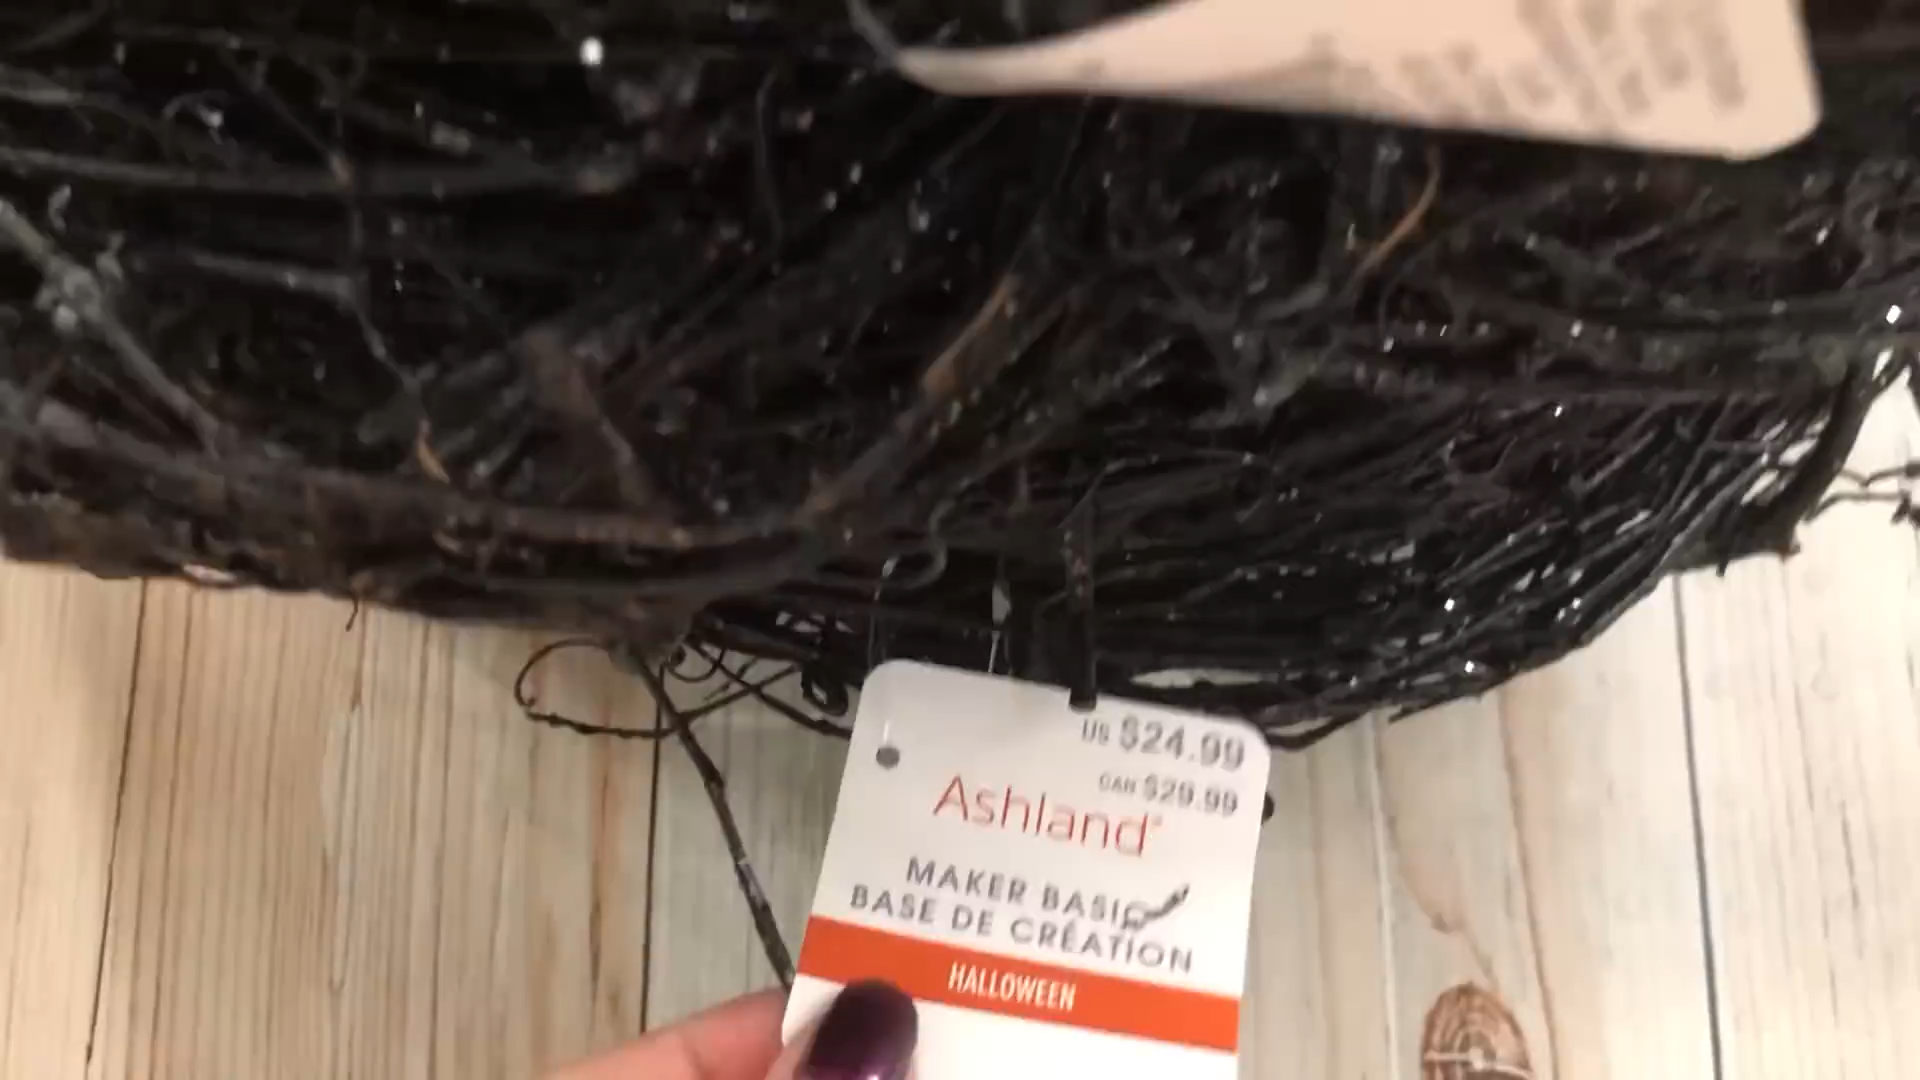 US $24.99
CAN $29.99
Ashland
MAKER BASIC
BASE DE CRÉATION
HALLOWEEN